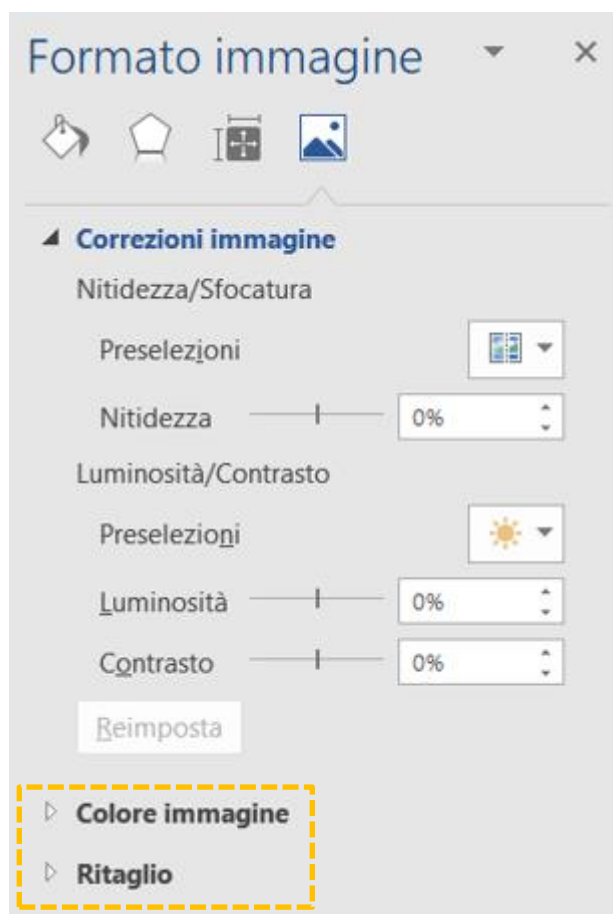 Formato immagine
Correzioni immagine
Nitidezza/Sfocatura
Preselezioni
Nitidezza 0%
Luminosità/Contrasto
Preselezioni
Luminosità 0%
Contrasto 0%
Reimposta
Colore immagine
Ritaglio